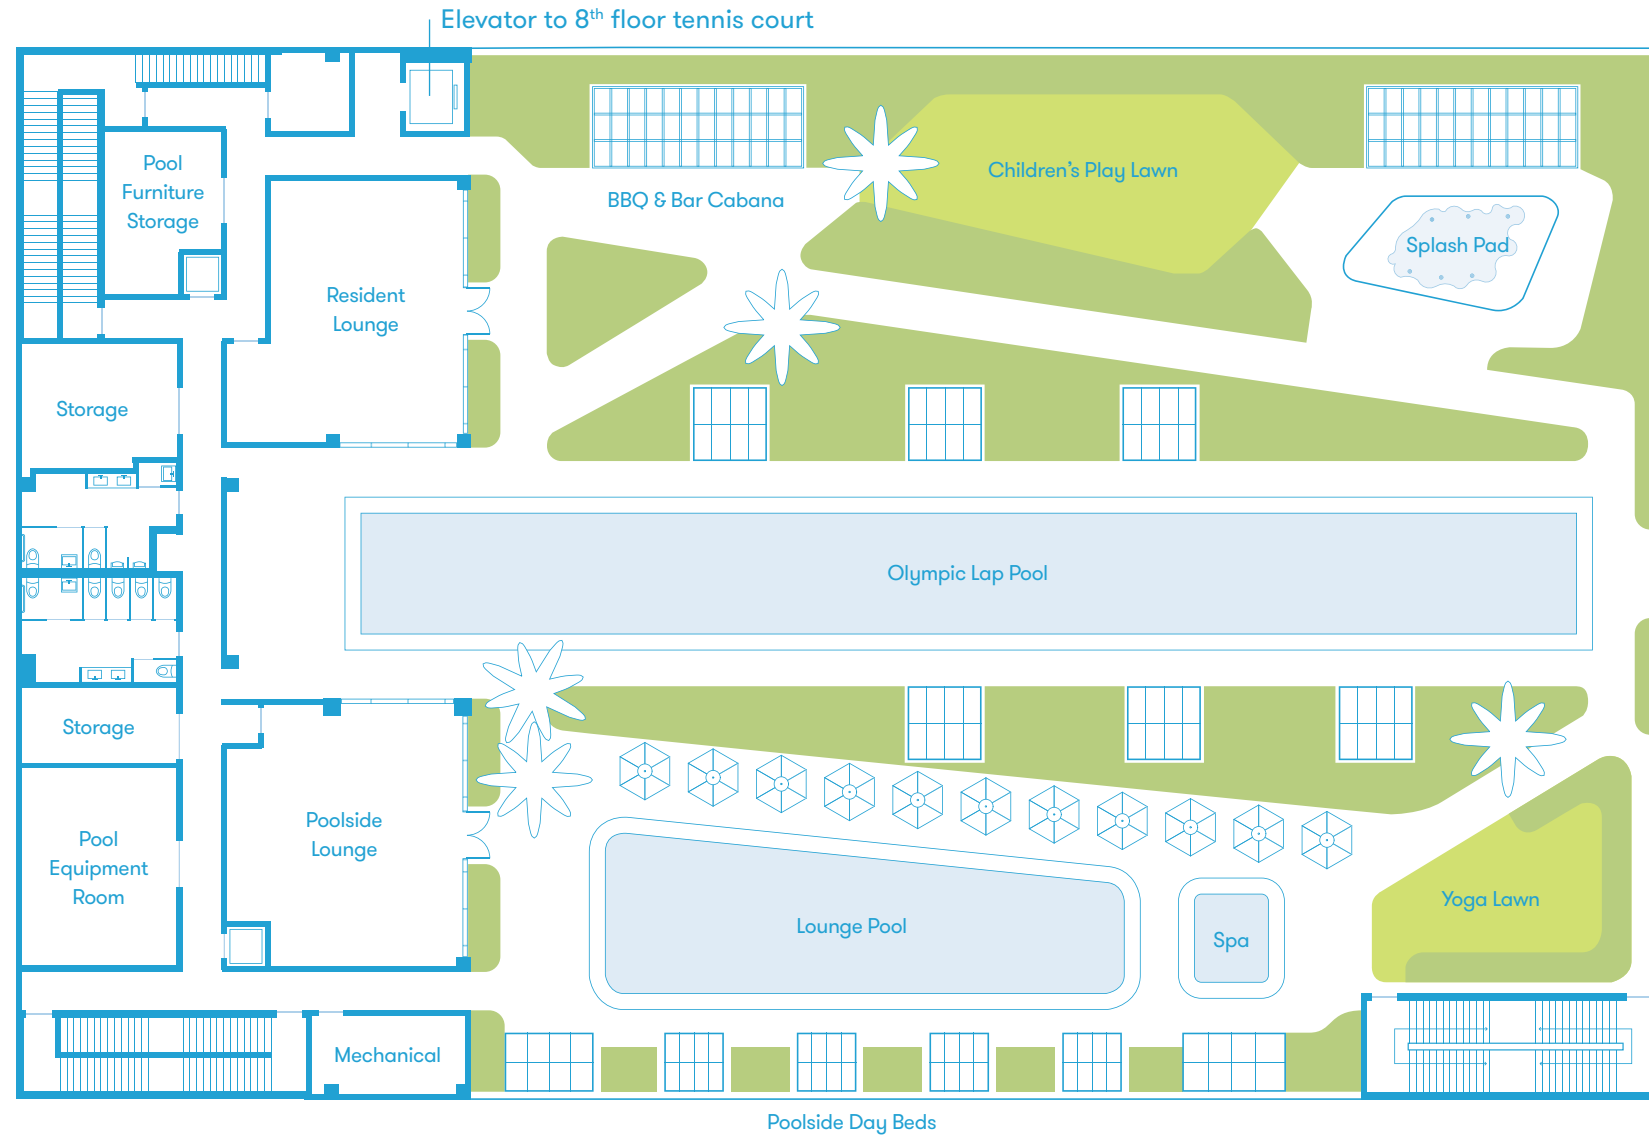 Elevator to 8th floor tennis court
Pool
Furniture
Storage
BBQ & Bar Cabana
Children's Play Lawn
Splash Pad
Resident
Lounge
Storage
Olympic Lap Pool
Storage
Poolside
Lounge
Pool
Equipment
Room
Lounge Pool
Spa
Yoga Lawn
Mechanical
Poolside Day Beds